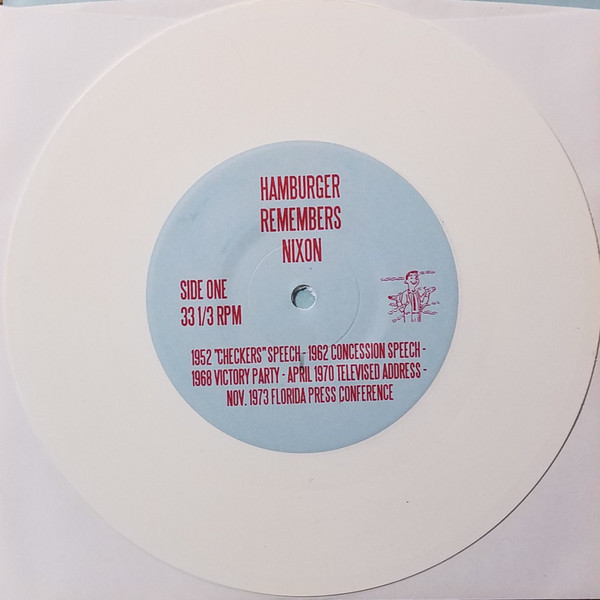 HAMBURGER
REMEMBERS
NIXON
SIDE ONE
33 1/3 RPM
1952 "CHECKERS" SPEECH - 1962 CONCESSION SPEECH -
1968 VICTORY PARTY - APRIL 1970 TELEVISED ADDRESS -
NOV. 1973 FLORIDA PRESS CONFERENCE